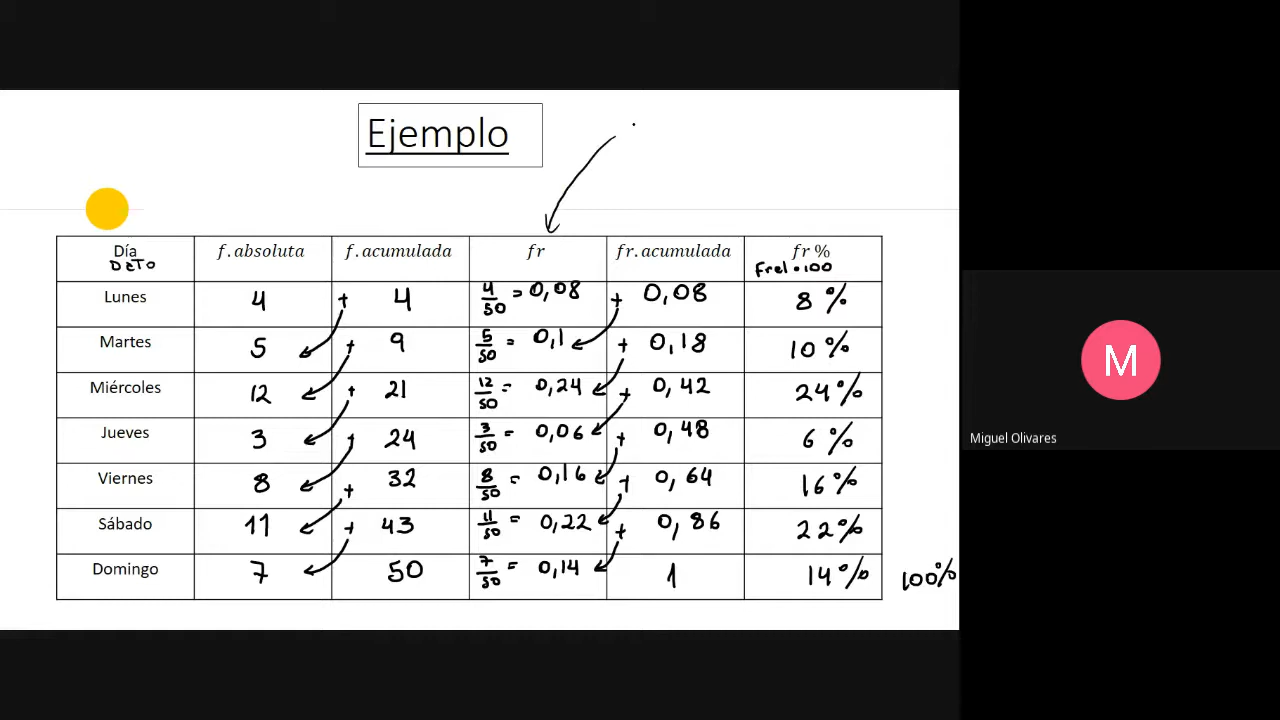 Ejemplo
Día f.absoluta f.acumulada fr fr.acumulada fr %
DETO Frel•100
Lunes 4 + 4 4/50 = 0,08 + 0,08 8 %
Martes 5 + 9 5/50 = 0,1 + 0,18 10 %
Miércoles 12 + 21 12/50 = 0,24 + 0,42 24 %
Jueves 3 + 24 3/50 = 0,06 + 0,48 6 %
Viernes 8 + 32 8/50 = 0,16 + 0,64 16 %
Sábado 11 + 43 11/50 = 0,22 + 0,86 22 %
Domingo 7 50 7/50 = 0,14 1 14 % 100%
M
Miguel Olivares